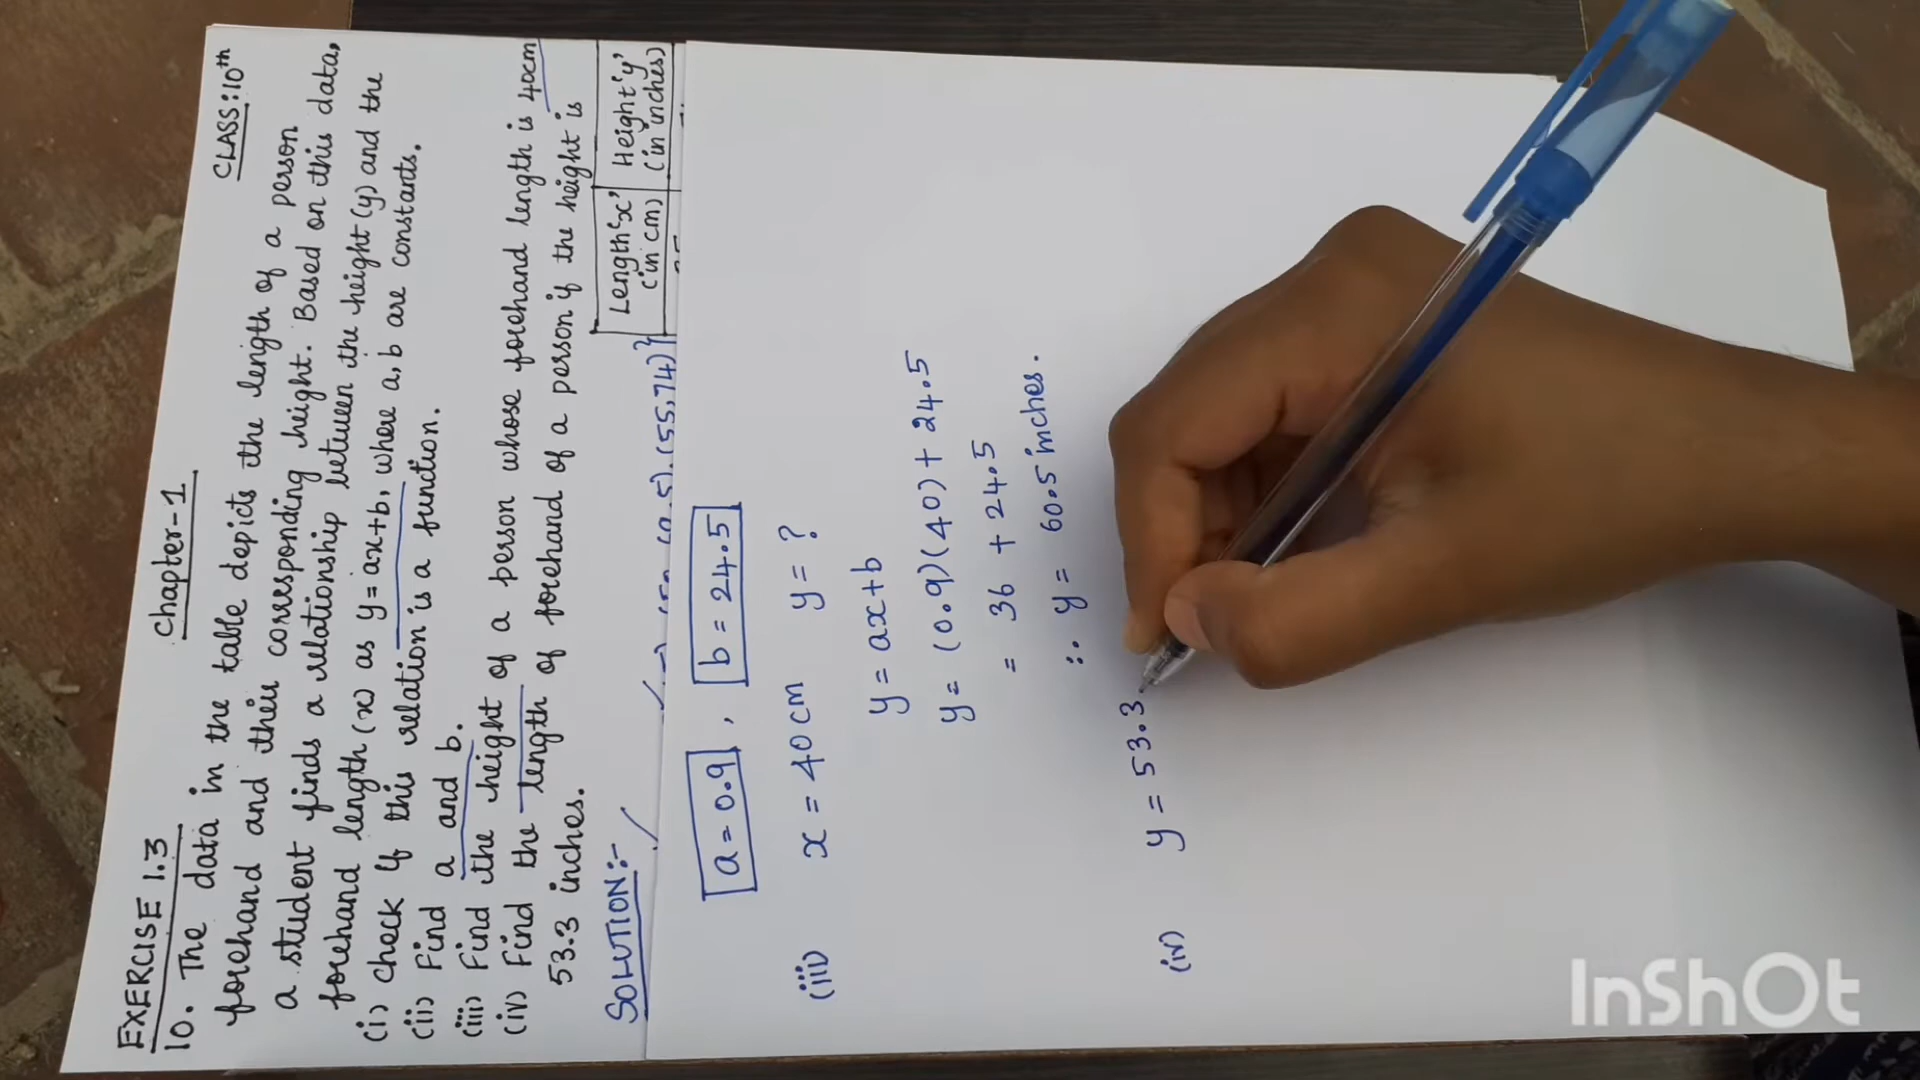 EXERCISE 1.3 Chapter-1 CLASS:10th
10. The data in the table depicts the length of a person
forehand and their corresponding height. Based on this data,
a student finds a relationship between the height (y) and the
forehand length (x) as y = ax+b, where a, b are constants.
(i) Check if this relation is a function.
(ii) Find a and b.
(iii) Find the height of a person whose forehand length is 40cm
(iv) Find the length of forehand of a person if the height is
53.3 inches.
Length 'x' Height 'y'
(in cm) (in inches)
SOLUTION:-
(55,74)}
a = 0.9 , b = 24.5
(iii) x = 40 cm y = ?
y = ax+b
y = (0.9)(40) + 24.5
= 36 + 24.5
∴ y = 60.5 inches.
(iv) y = 53.3
InShOt